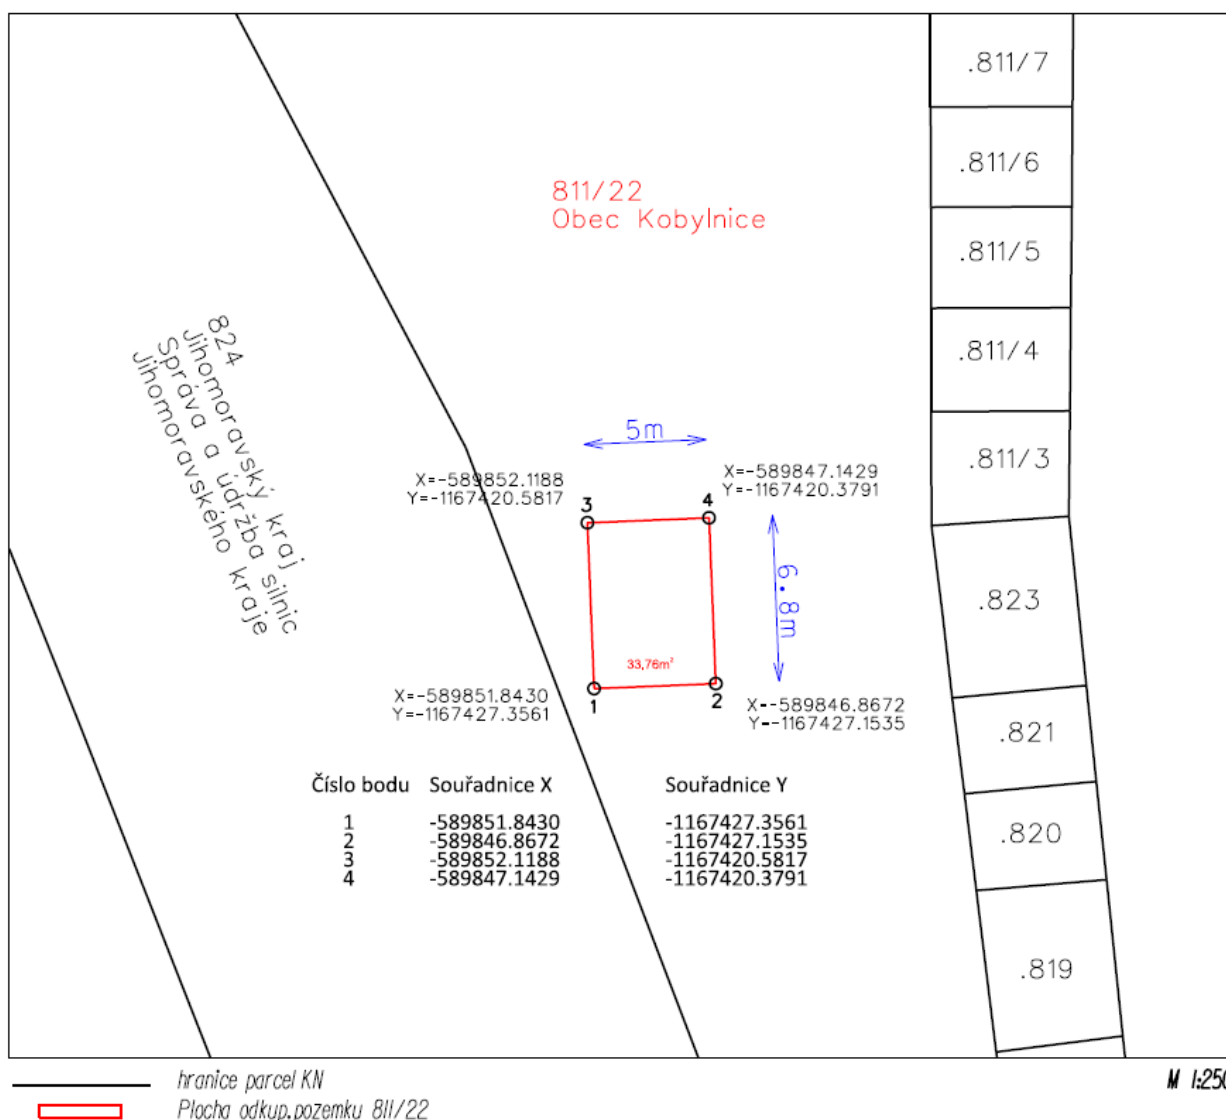 .811/7
.811/6
811/22
Obec Kobylnice
.811/5
824
Jihomoravský kraj
Správa a údržba silnic
Jihomoravského kraje
.811/4
5m
.811/3
X=-589852.1188
Y=-1167420.5817
X=-589847.1429
Y=-1167420.3791
3
4
6.8m
.823
33,76m²
X=-589851.8430
Y=-1167427.3561
1
2
X--589846.8672
Y--1167427.1535
.821
Číslo bodu Souřadnice X Souřadnice Y
1 -589851.8430 -1167427.3561
2 -589846.8672 -1167427.1535
3 -589852.1188 -1167420.5817
4 -589847.1429 -1167420.3791
.820
.819
hranice parcel KN
M 1:250
Plocha odkup.pozemku 811/22